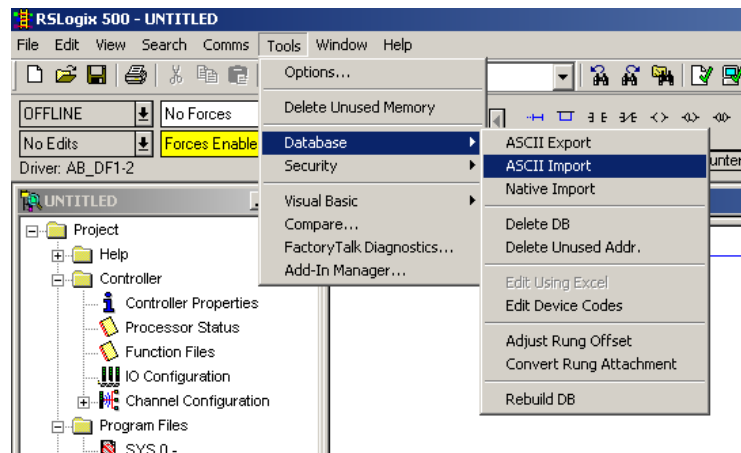 RSLogix 500 - UNTITLED
File Edit View Search Comms Tools Window Help
OFFLINE No Forces
No Edits Forces Enable
Driver: AB_DF1-2
Options...
Delete Unused Memory
Database
Security
Visual Basic
Compare...
FactoryTalk Diagnostics...
Add-In Manager...
ASCII Export
ASCII Import
Native Import
Delete DB
Delete Unused Addr.
Edit Using Excel
Edit Device Codes
Adjust Rung Offset
Convert Rung Attachment
Rebuild DB
unter
UNTITLED
Project
Help
Controller
Controller Properties
Processor Status
Function Files
IO Configuration
Channel Configuration
Program Files
SYS 0 -